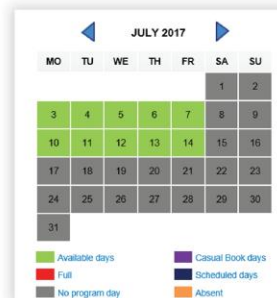 JULY 2017
MO TU WE TH FR SA SU
1 2
3 4 5 6 7 8 9
10 11 12 13 14 15 16
17 18 19 20 21 22 23
24 25 26 27 28 29 30
31
Available days Casual Book days
Full Scheduled days
No program day Absent